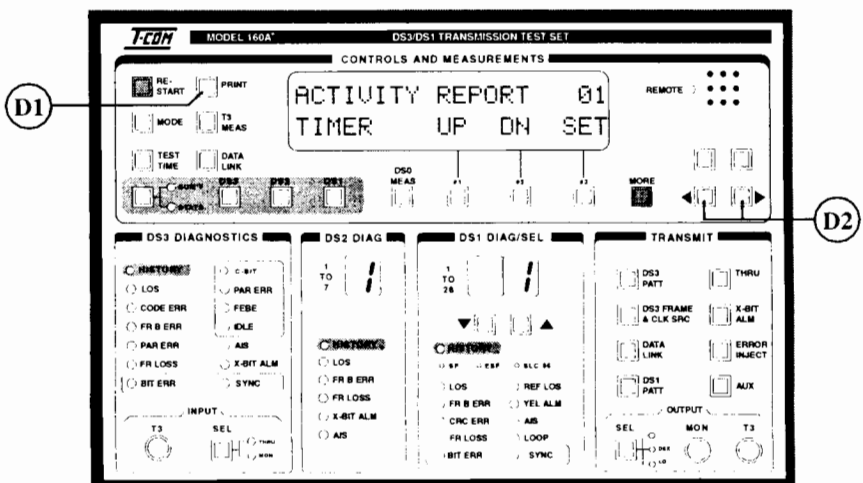 T-COM MODEL 160A DS3/DS1 TRANSMISSION TEST SET
CONTROLS AND MEASUREMENTS
RE-START
PRINT
MODE
T3 MEAS
TEST TIME
DATA LINK
DS3
DS1
ACTIVITY REPORT 01
TIMER UP DN SET
REMOTE
DS0 MEAS
#1
MORE
D1
D2
DS3 DIAGNOSTICS
HISTORY
LOS
CODE ERR
FR B ERR
PAR ERR
FR LOSS
BIT ERR
C-BIT
PAR ERR
FEBE
IDLE
AIS
X-BIT ALM
SYNC
INPUT
T3
SEL
THRU
MON
DS2 DIAG
1 TO 7
1
HISTORY
LOS
FR B ERR
FR LOSS
X-BIT ALM
AIS
DS1 DIAG/SEL
1 TO 28
1
HISTORY
SF
ESF
SLC 96
LOS
FR B ERR
CRC ERR
FR LOSS
BIT ERR
REF LOS
YEL ALM
AIS
LOOP
SYNC
TRANSMIT
DS3 PATT
THRU
DS3 FRAME & CLK SRC
X-BIT ALM
DATA LINK
ERROR INJECT
DS1 PATT
AUX
OUTPUT
SEL
DSX
LO
MON
T3